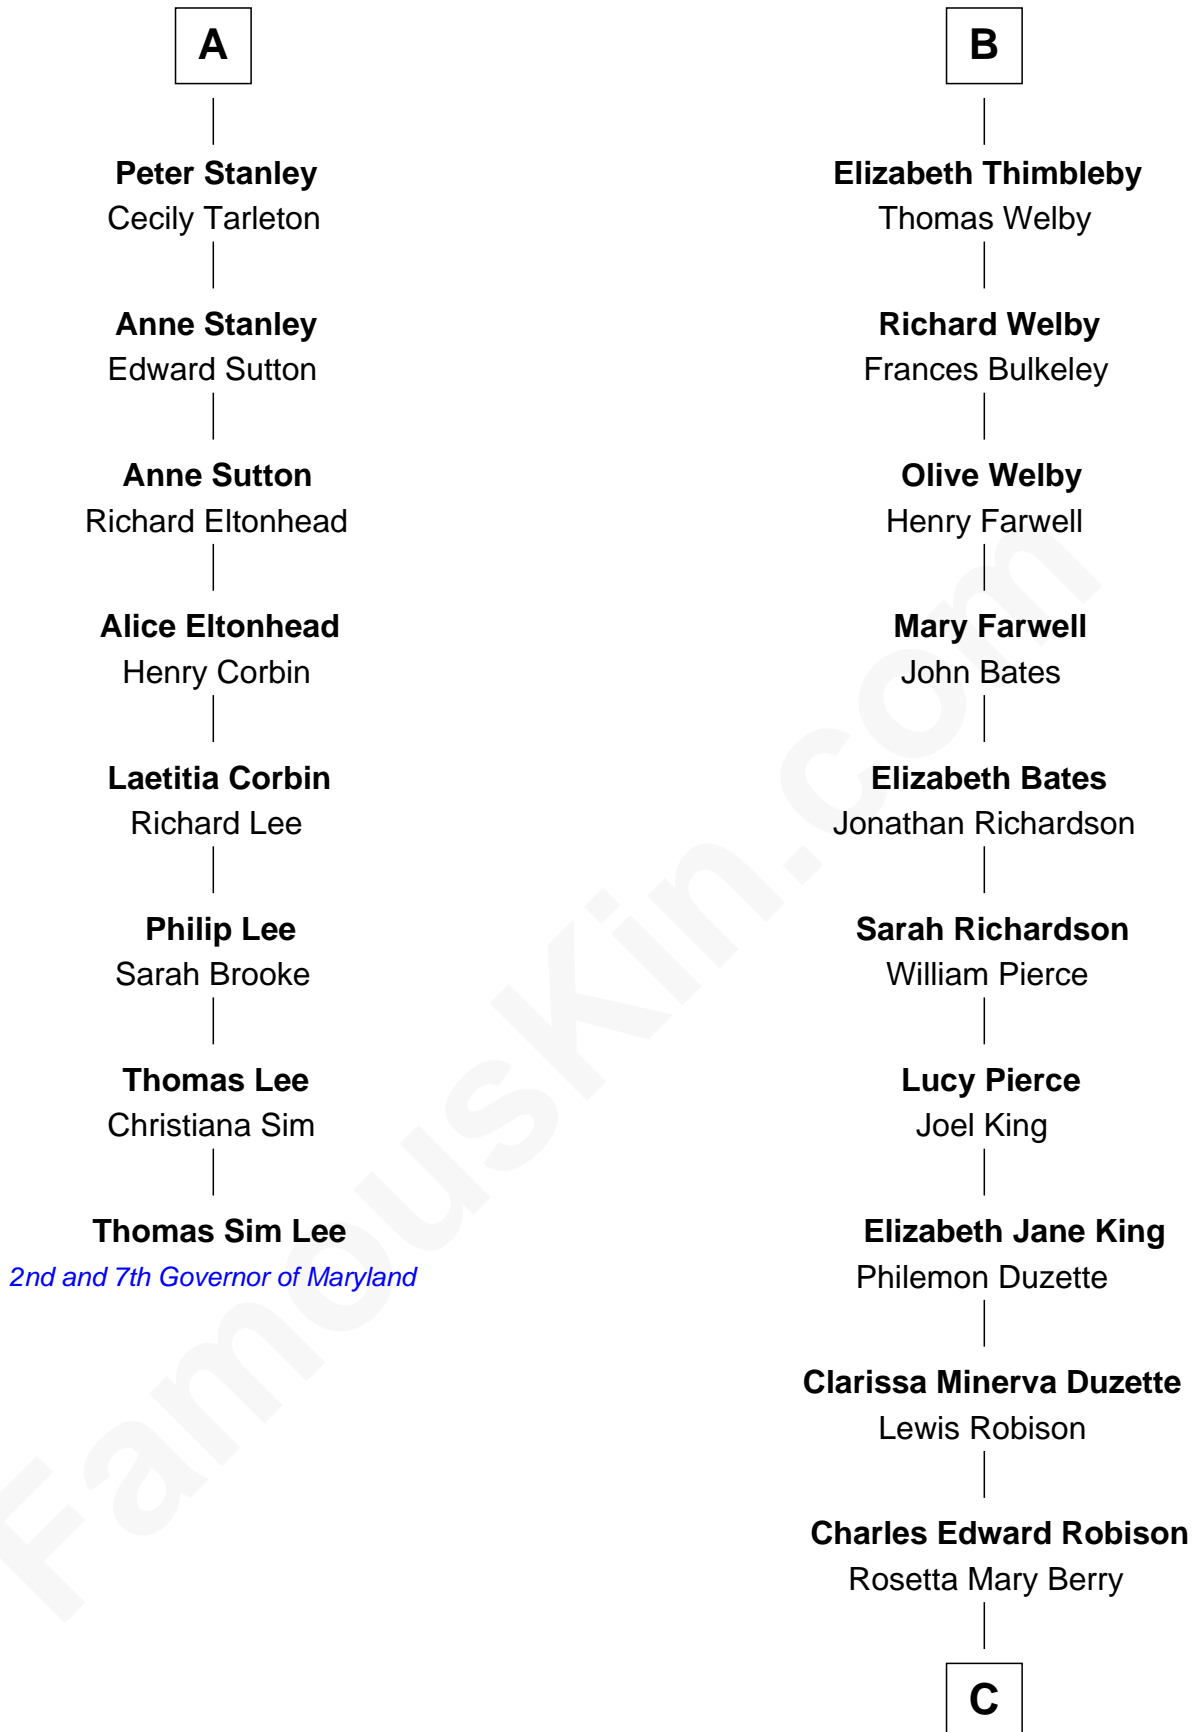 A
Peter Stanley
Cecily Tarleton
Anne Stanley
Edward Sutton
Anne Sutton
Richard Eltonhead
Alice Eltonhead
Henry Corbin
Laetitia Corbin
Richard Lee
Philip Lee
Sarah Brooke
Thomas Lee
Christiana Sim
Thomas Sim Lee
2nd and 7th Governor of Maryland
B
Elizabeth Thimbleby
Thomas Welby
Richard Welby
Frances Bulkeley
Olive Welby
Henry Farwell
Mary Farwell
John Bates
Elizabeth Bates
Jonathan Richardson
Sarah Richardson
William Pierce
Lucy Pierce
Joel King
Elizabeth Jane King
Philemon Duzette
Clarissa Minerva Duzette
Lewis Robison
Charles Edward Robison
Rosetta Mary Berry
C
FamousKin.com